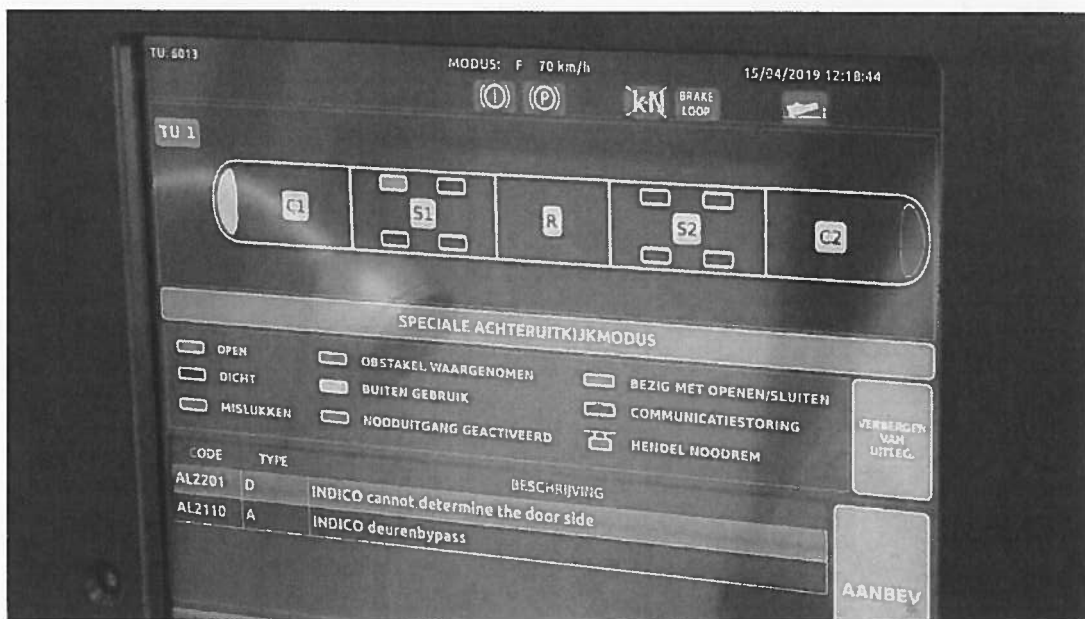 TU: 6013 MODUS: F 70 km/h 15/04/2019 12:18:44
(I) (P) kN BRAKE LOOP
TU 1
C1 S1 R S2 C2
SPECIALE ACHTERUITKIJKMODUS
OPEN OBSTAKEL WAARGENOMEN BEZIG MET OPENEN/SLUITEN
DICHT BUITEN GEBRUIK COMMUNICATIESTORING
MISLUKKEN NOODUITGANG GEACTIVEERD HENDEL NOODREM
VERBERGEN
VAN
UITLEG.
CODE TYPE BESCHRIJVING
AL2201 D INDICO cannot determine the door side
AL2110 A INDICO deurenbypass
AANBEV